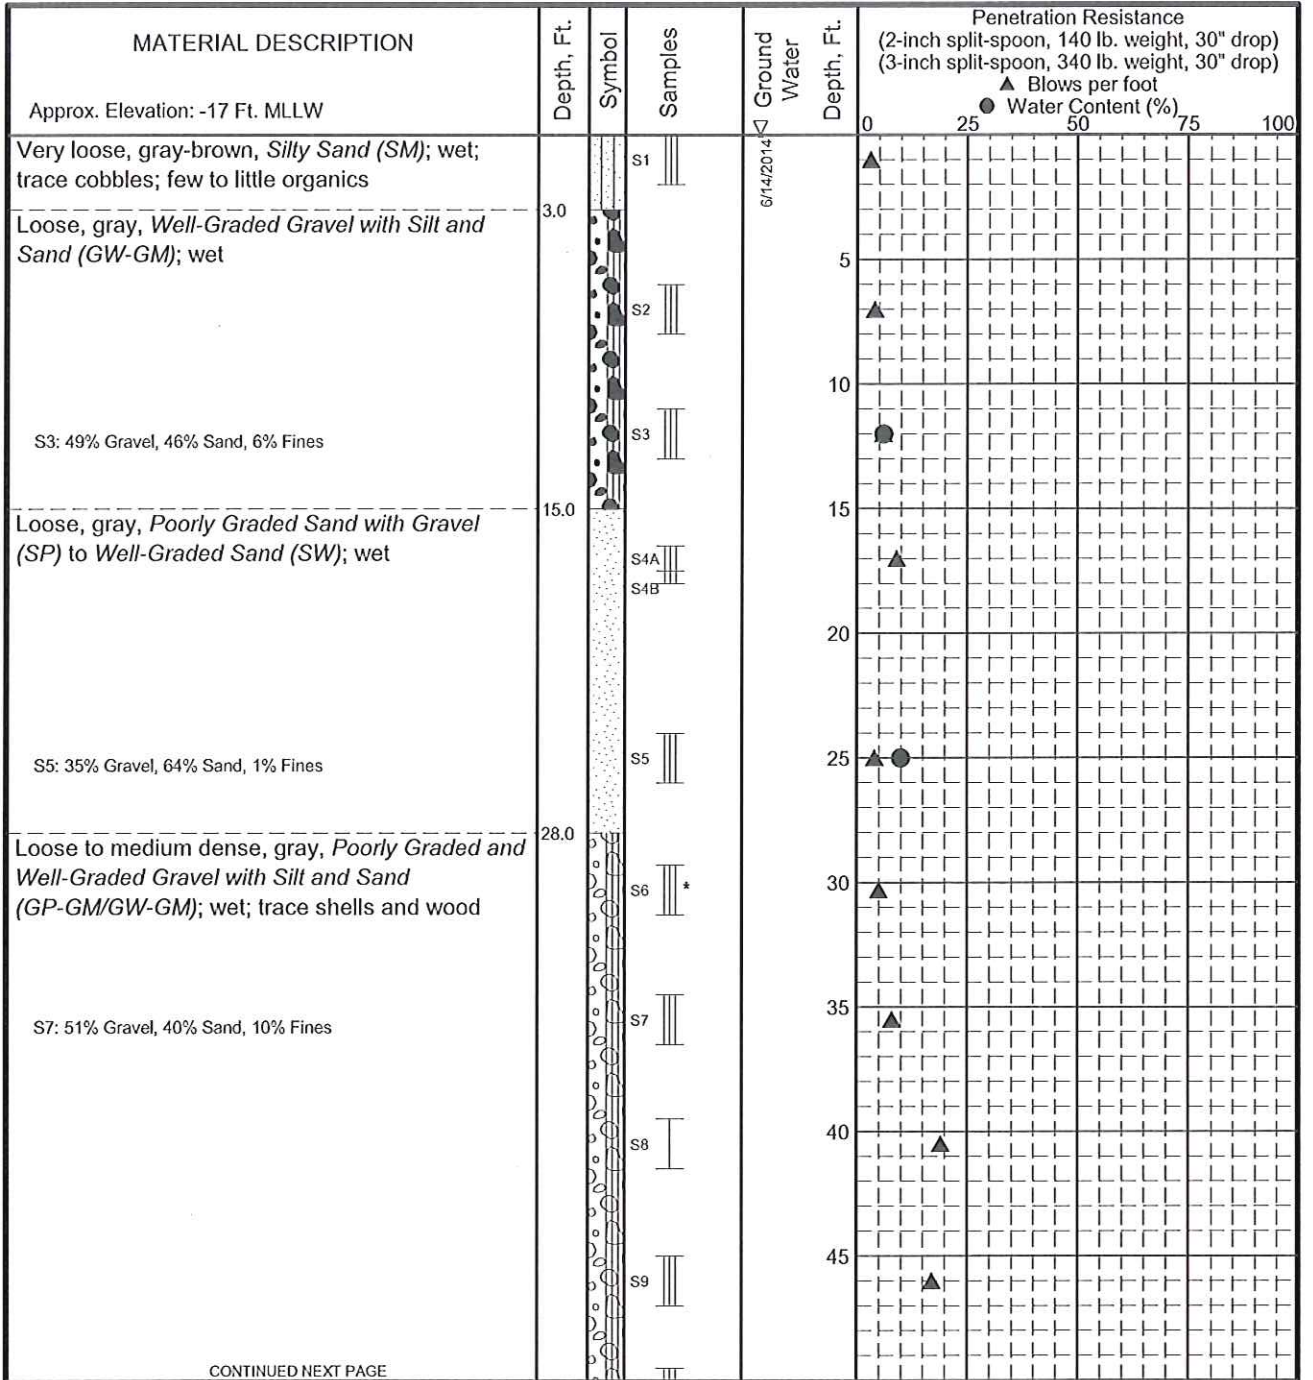 MATERIAL DESCRIPTION
Approx. Elevation: -17 Ft. MLLW
Depth, Ft.
Symbol
Samples
Ground Water
Depth, Ft.
Penetration Resistance
(2-inch split-spoon, 140 lb. weight, 30" drop)
(3-inch split-spoon, 340 lb. weight, 30" drop)
▲ Blows per foot
● Water Content (%)
0 25 50 75 100
Very loose, gray-brown, Silty Sand (SM); wet;
trace cobbles; few to little organics
S1
6/14/2014
3.0
Loose, gray, Well-Graded Gravel with Silt and
Sand (GW-GM); wet
5
S2
10
S3: 49% Gravel, 46% Sand, 6% Fines
S3
15.0
15
Loose, gray, Poorly Graded Sand with Gravel
(SP) to Well-Graded Sand (SW); wet
S4A
S4B
20
S5: 35% Gravel, 64% Sand, 1% Fines
S5
25
28.0
Loose to medium dense, gray, Poorly Graded and
Well-Graded Gravel with Silt and Sand
(GP-GM/GW-GM); wet; trace shells and wood
S6 *
30
S7: 51% Gravel, 40% Sand, 10% Fines
S7
35
S8
40
S9
45
CONTINUED NEXT PAGE